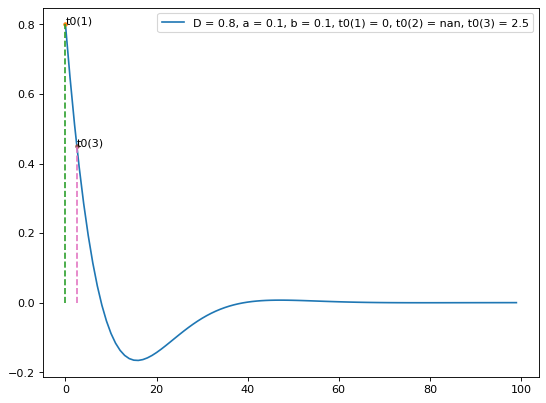 D = 0.8, a = 0.1, b = 0.1, t0(1) = 0, t0(2) = nan, t0(3) = 2.5
t0(1)
t0(3)
0.8
0.6
0.4
0.2
0.0
−0.2
0 20 40 60 80 100